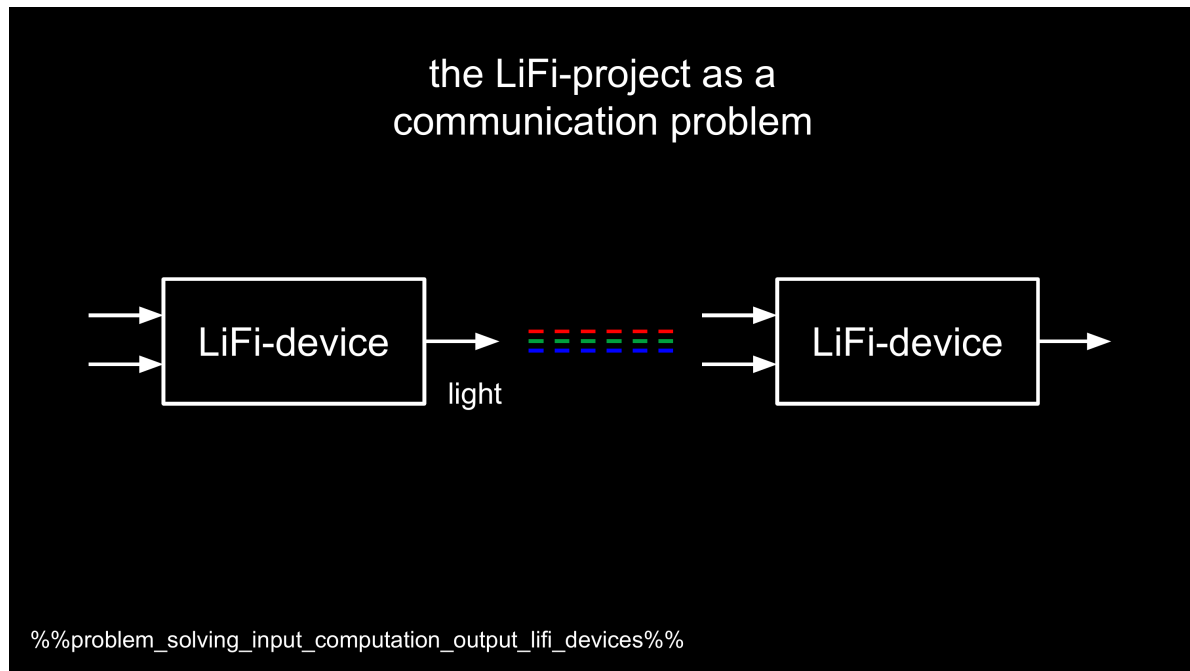 the LiFi-project as a
communication problem
LiFi-device
LiFi-device
light
%%problem_solving_input_computation_output_lifi_devices%%